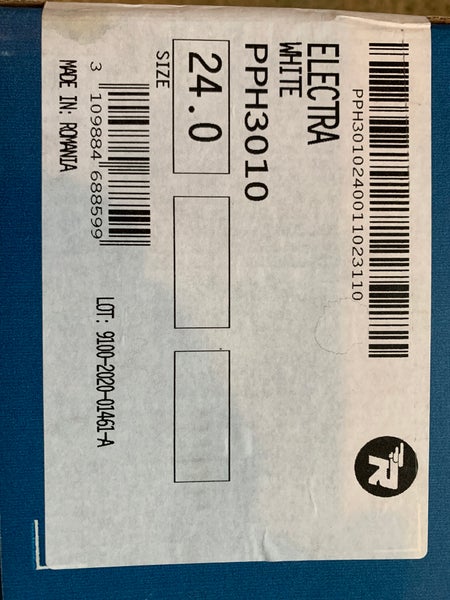 PPH3010240011023110
ELECTRA
WHITE
PPH3010
24.0
SIZE
3 109884 688599
MADE IN: ROMANIA
LOT: 9100-2020-01461-A
R